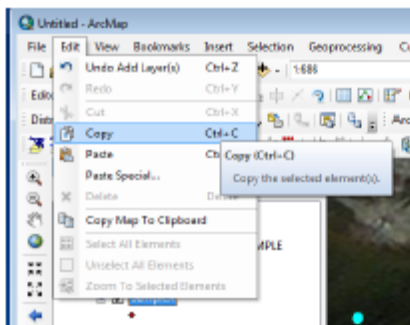 Untitled - ArcMap
File Edit View Bookmarks Insert Selection Geoprocessing
Undo Add Layer(s) Ctrl+Z
1:686
Redo Ctrl+Y
Cut Ctrl+X
Copy Ctrl+C
Paste
Copy (Ctrl+C)
Paste Special...
Copy the selected element(s).
Delete
Copy Map To Clipboard
Select All Elements
Unselect All Elements
Zoom To Selected Elements